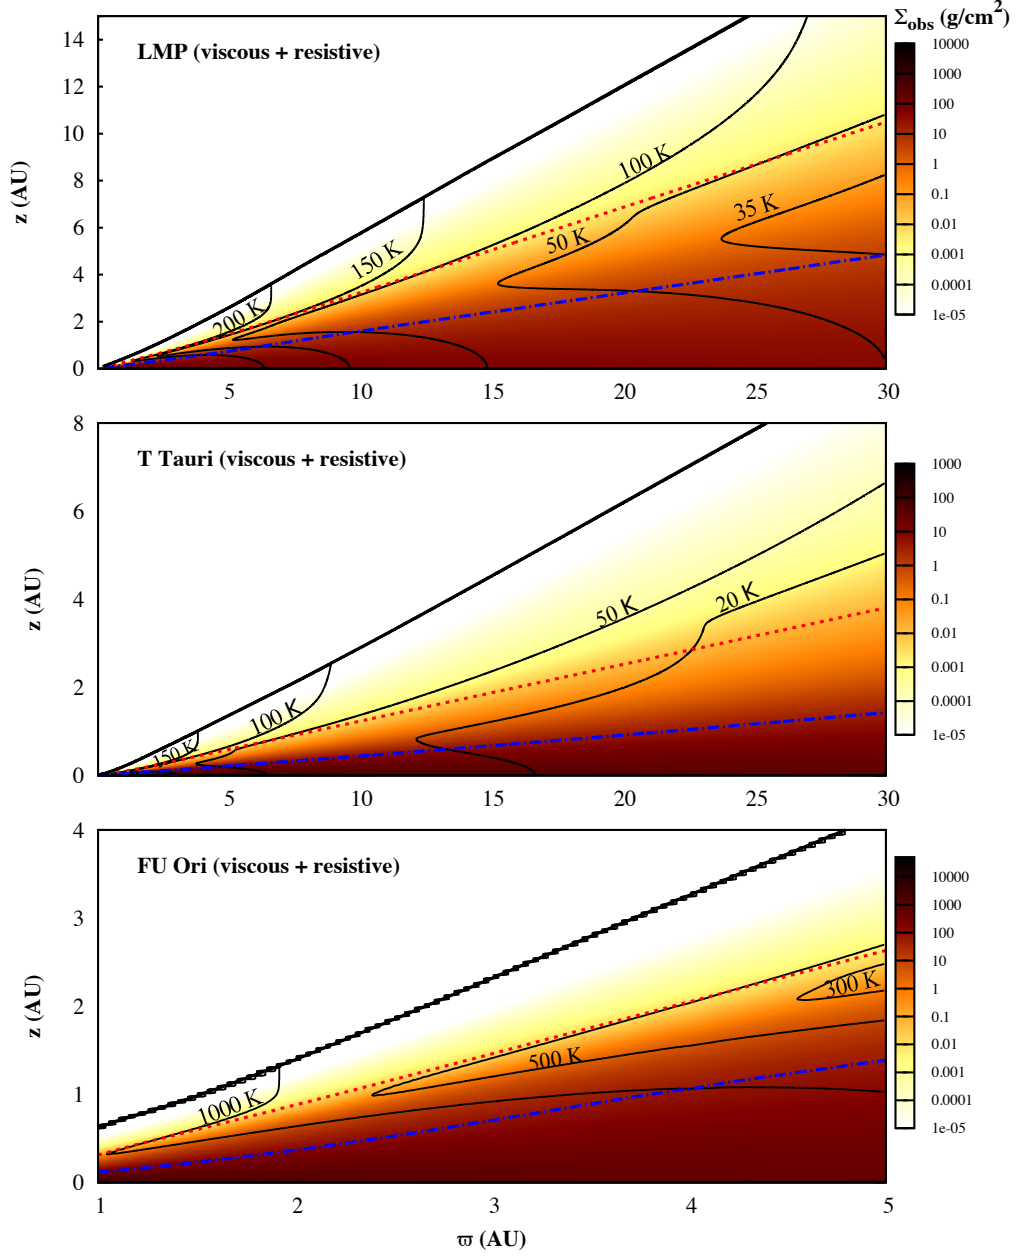 Σobs (g/cm2)
LMP (viscous + resistive)
14
12
10
8
6
4
2
0
z (AU)
100 K
35 K
50 K
150 K
200 K
5 10 15 20 25 30
10000
1000
100
10
1
0.1
0.01
0.001
0.0001
1e-05
T Tauri (viscous + resistive)
8
6
4
2
0
z (AU)
50 K
20 K
100 K
150 K
5 10 15 20 25 30
1000
100
10
1
0.1
0.01
0.001
0.0001
1e-05
FU Ori (viscous + resistive)
4
3
2
1
0
z (AU)
300 K
500 K
1000 K
1 2 3 4 5
ϖ (AU)
10000
1000
100
10
1
0.1
0.01
0.001
0.0001
1e-05